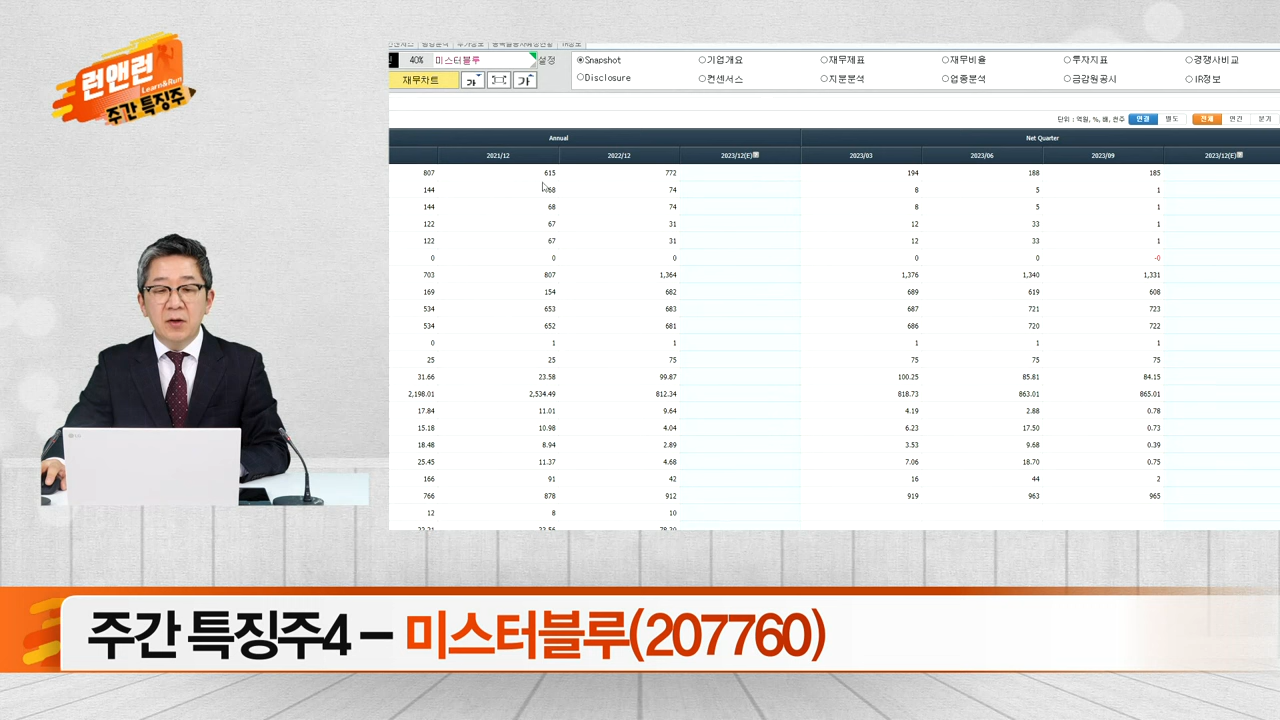 런앤런
Learn&Run
주간 특징주
40% 미스터블루 설정
Snapshot 기업개요 재무제표 재무비율 투자지표 경쟁사비교
재무차트 가 가 Disclosure 컨센서스 지분분석 업종분석 금감원공시 IR정보
단위 : 억원, %, 배, 천주 연결 별도 전체 연간 분기
Annual Net Quarter
2021/12 2022/12 2023/12(E) 2023/03 2023/06 2023/09 2023/12(E)
807 615 772 194 188 185
144 68 74 8 5 1
144 68 74 8 5 1
122 67 31 12 33 1
122 67 31 12 33 1
0 0 0 0 0 -0
703 807 1,364 1,376 1,340 1,331
169 154 682 689 619 608
534 653 683 687 721 723
534 652 681 686 720 722
0 1 1 1 1 1
25 25 75 75 75 75
31.66 23.58 99.87 100.25 85.81 84.15
2,198.01 2,534.49 812.34 818.73 863.01 865.01
17.84 11.01 9.64 4.19 2.88 0.78
15.18 10.98 4.04 6.23 17.50 0.73
18.48 8.94 2.89 3.53 9.68 0.39
25.45 11.37 4.68 7.06 18.70 0.75
166 91 42 16 44 2
766 878 912 919 963 965
12 8 10
주간 특징주4 – 미스터블루(207760)